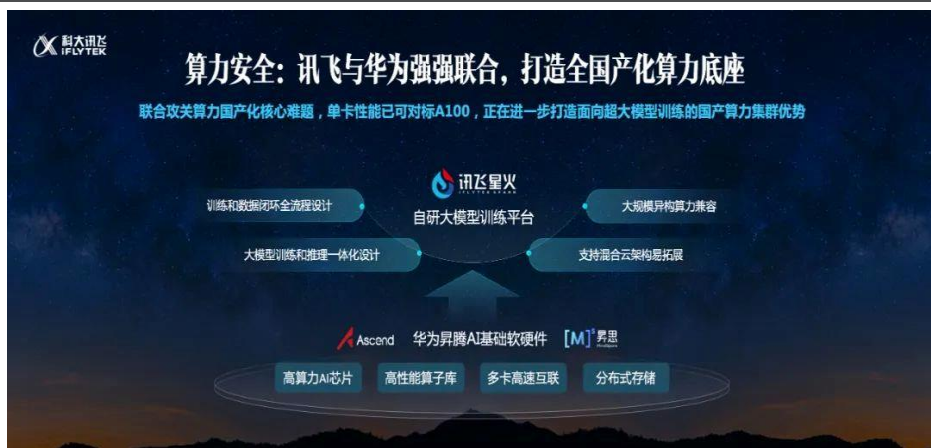 科大讯飞
iFLYTEK
算力安全：讯飞与华为强强联合，打造全国产化算力底座
联合攻关算力国产化核心难题，单卡性能已可对标A100，正在进一步打造面向超大模型训练的国产算力集群优势
讯飞星火
IFLYTEK SPARK
自研大模型训练平台
训练和数据闭环全流程设计
大规模异构算力兼容
大模型训练和推理一体化设计
支持混合云架构易拓展
Ascend 华为昇腾AI基础软硬件 [M]s 昇思
高算力AI芯片 高性能算子库 多卡高速互联 分布式存储